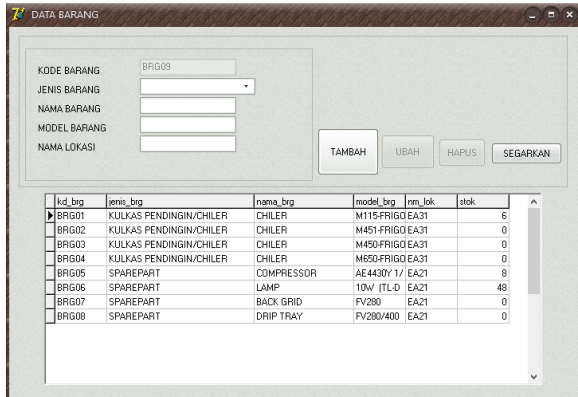 DATA BARANG
KODE BARANG BRG09
JENIS BARANG
NAMA BARANG
MODEL BARANG
NAMA LOKASI
TAMBAH UBAH HAPUS SEGARKAN
kd_brg jenis_brg nama_brg model_brg nm_lok stok
BRG01 KULKAS PENDINGIN/CHILER CHILER M115-FRIGO EA31 6
BRG02 KULKAS PENDINGIN/CHILER CHILER M451-FRIGO EA31 0
BRG03 KULKAS PENDINGIN/CHILER CHILER M450-FRIGO EA31 0
BRG04 KULKAS PENDINGIN/CHILER CHILER M650-FRIGO EA31 0
BRG05 SPAREPART COMPRESSOR AE4430Y 1/ EA21 8
BRG06 SPAREPART LAMP 10W (TL-D EA21 48
BRG07 SPAREPART BACK GRID FV280 EA21 0
BRG08 SPAREPART DRIP TRAY FV280/400 EA21 0